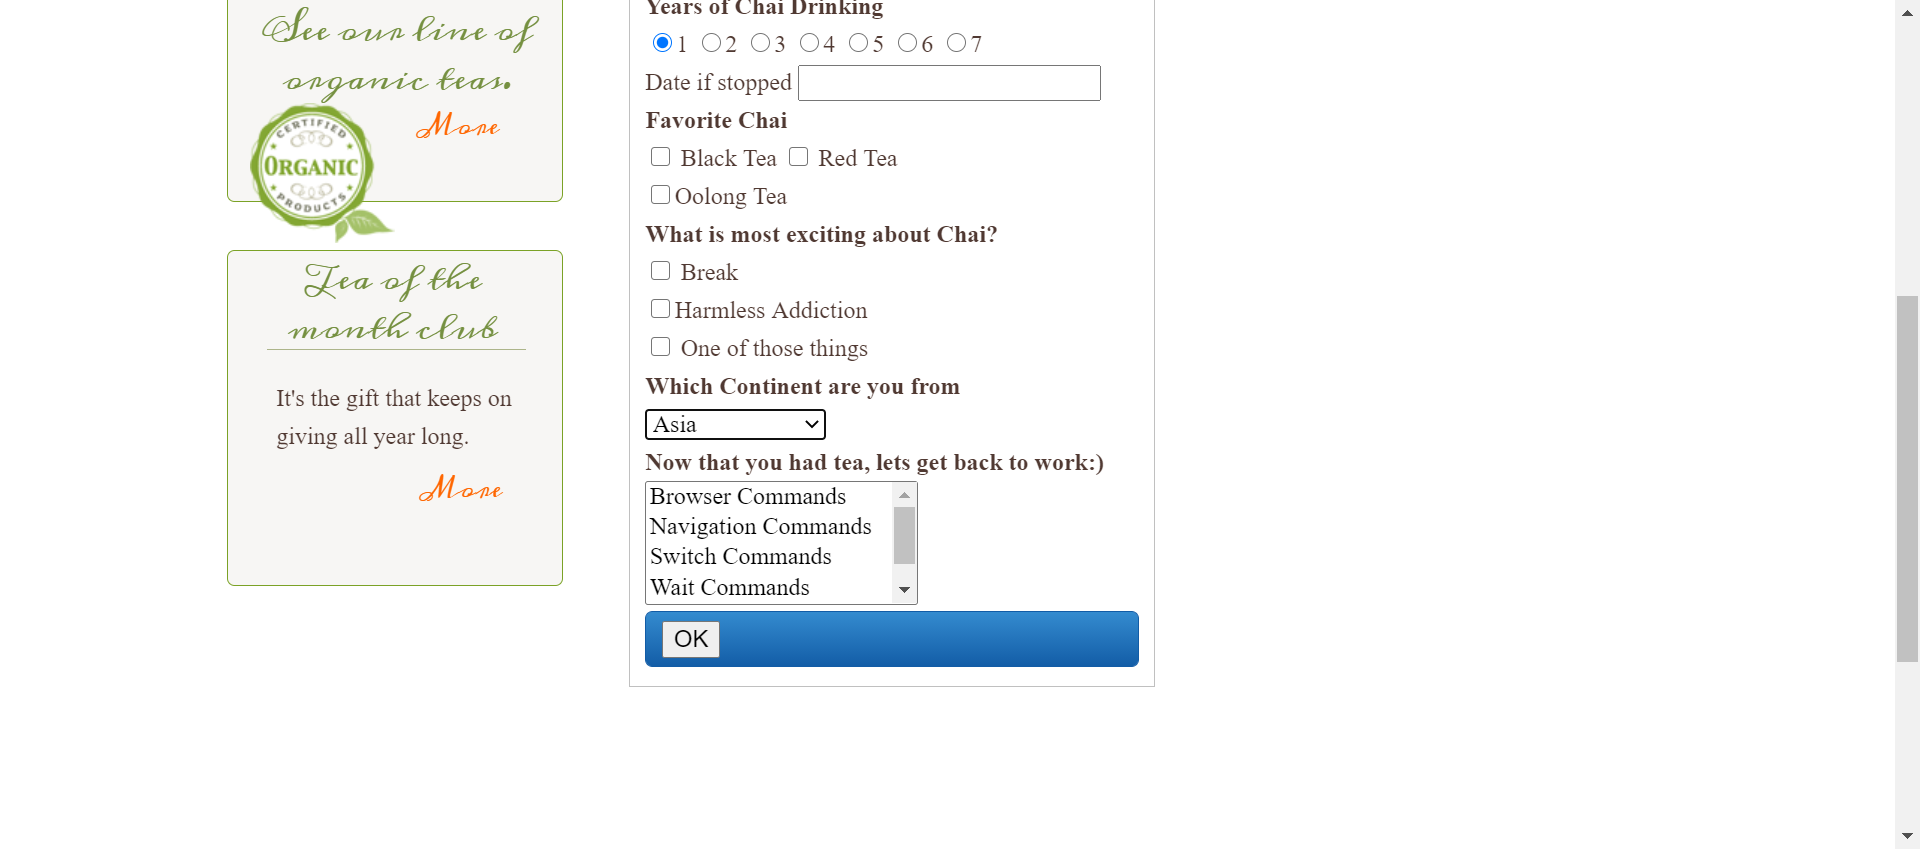 See our line of
organic teas.
More
CERTIFIED
ORGANIC
PRODUCTS
Tea of the
month club
It's the gift that keeps on
giving all year long.
More
Years of Chai Drinking
1 2 3 4 5 6 7
Date if stopped
Favorite Chai
Black Tea Red Tea
Oolong Tea
What is most exciting about Chai?
Break
Harmless Addiction
One of those things
Which Continent are you from
Asia
Now that you had tea, lets get back to work:)
Browser Commands
Navigation Commands
Switch Commands
Wait Commands
OK